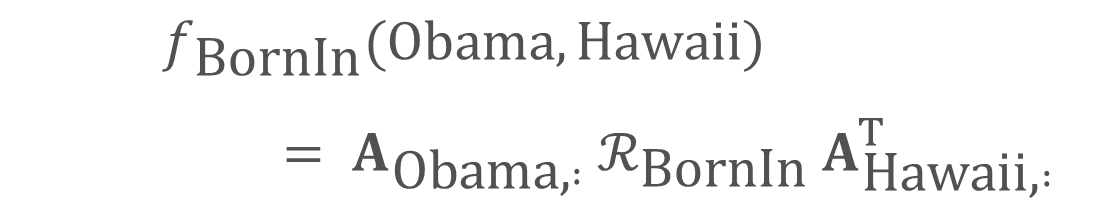 f_BornIn(Obama, Hawaii)
= A_Obama,: ℛ_BornIn A^T_Hawaii,: